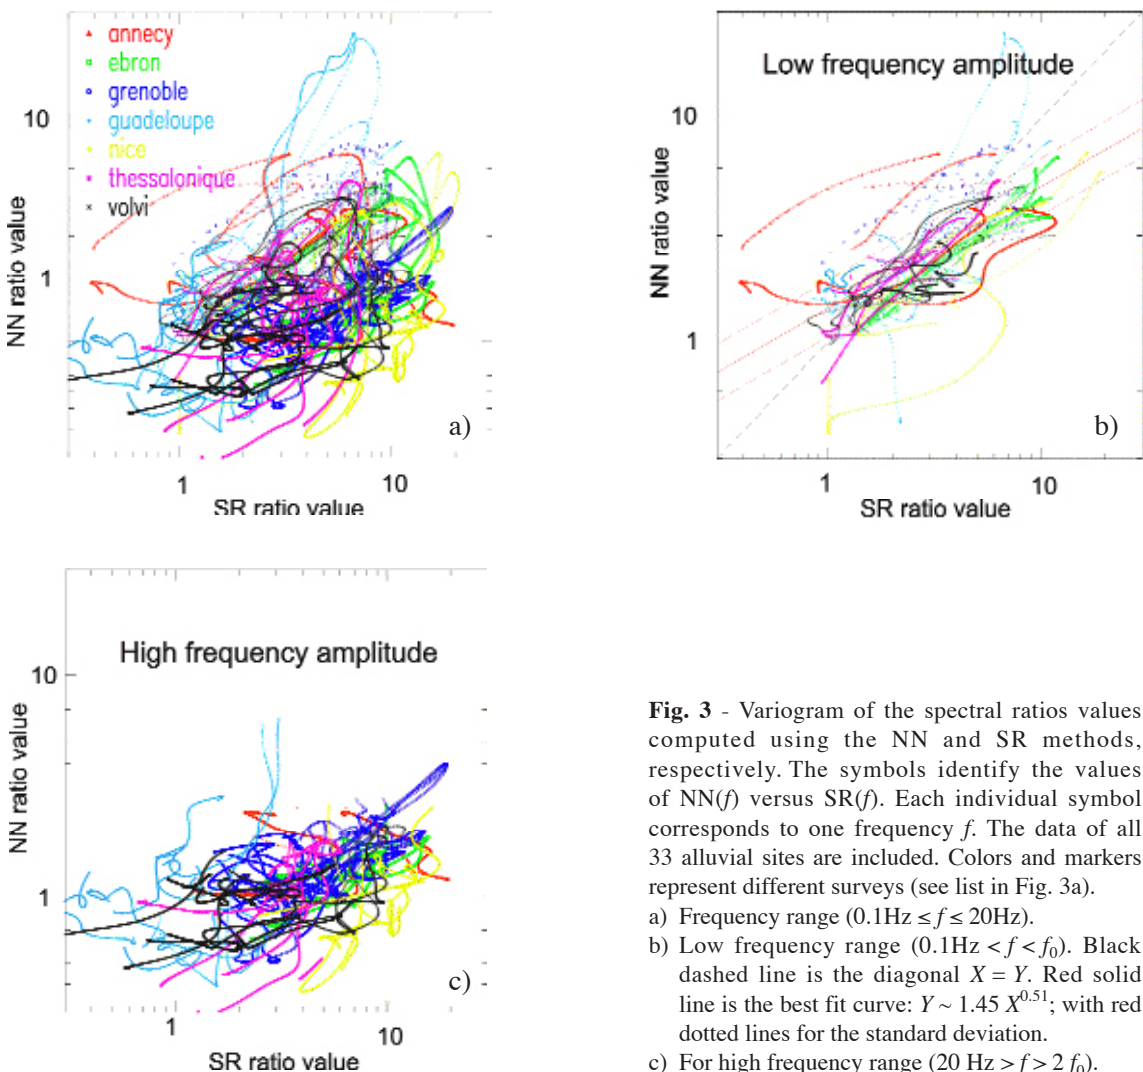 annecy
ebron
grenoble
guadeloupe
nice
thessalonique
volvi
10
1
NN ratio value
a)
1 10
SR ratio value
Low frequency amplitude
10
1
NN ratio value
b)
1 10
SR ratio value
High frequency amplitude
10
1
NN ratio value
c)
1 10
SR ratio value
Fig. 3 - Variogram of the spectral ratios values
computed using the NN and SR methods,
respectively. The symbols identify the values
of NN(f) versus SR(f). Each individual symbol
corresponds to one frequency f. The data of all
33 alluvial sites are included. Colors and markers
represent different surveys (see list in Fig. 3a).
a) Frequency range (0.1Hz ≤ f ≤ 20Hz).
b) Low frequency range (0.1Hz < f < f₀). Black
dashed line is the diagonal X = Y. Red solid
line is the best fit curve: Y ~ 1.45 X^0.51; with red
dotted lines for the standard deviation.
c) For high frequency range (20 Hz > f > 2 f₀).